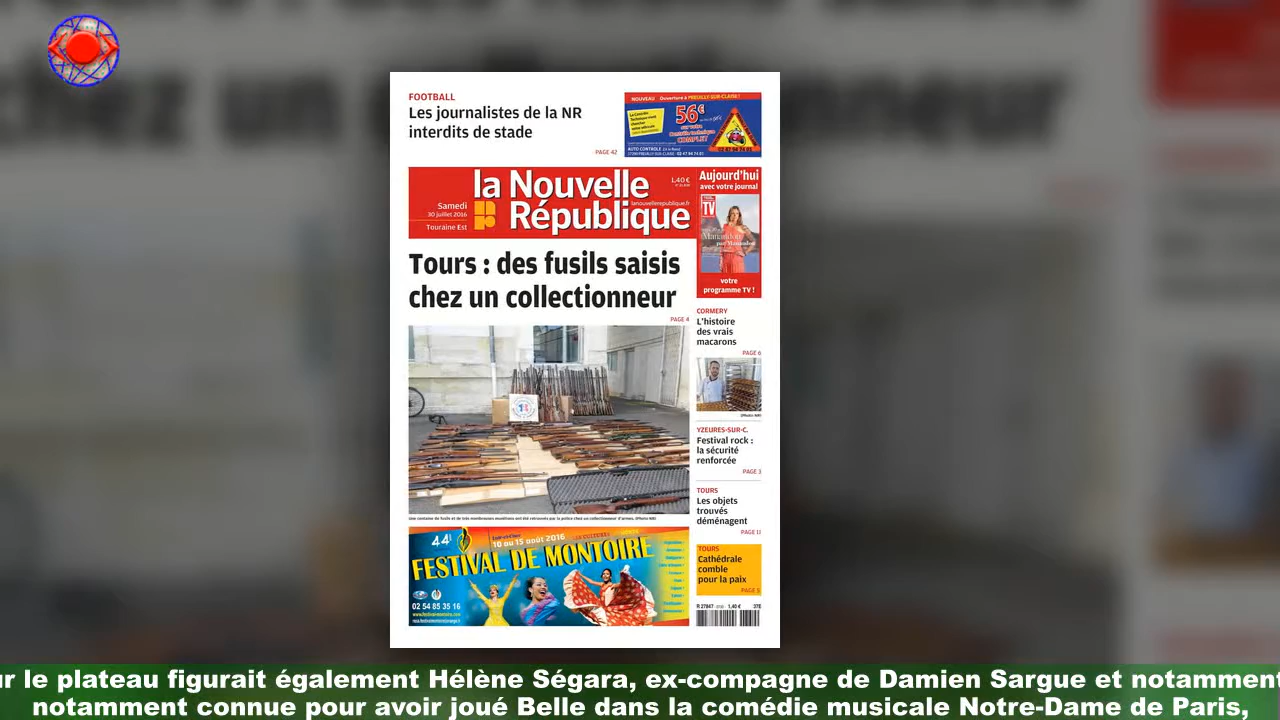 FOOTBALL
Les journalistes de la NR
interdits de stade
PAGE 42
NOUVEAU
56€
COMPLET
la Nouvelle
République
1,40 €
lanouvellerepublique.fr
Samedi
30 juillet 2016
Touraine Est
Aujourd'hui
avec votre journal
TV
votre
programme TV !
Tours : des fusils saisis
chez un collectionneur
PAGE 4
CORMERY
L'histoire
des vrais
macarons
PAGE 6
YZEURES-SUR-C.
Festival rock :
la sécurité
renforcée
PAGE 3
TOURS
Les objets
trouvés
déménagent
PAGE 11
TOURS
Cathédrale
comble
pour la paix
PAGE 5
44
10 au 15 août 2016
FESTIVAL DE MONTOIRE
02 54 85 35 16
ur le plateau figurait également Hélène Ségara, ex-compagne de Damien Sargue et notamment
notamment connue pour avoir joué Belle dans la comédie musicale Notre-Dame de Paris,